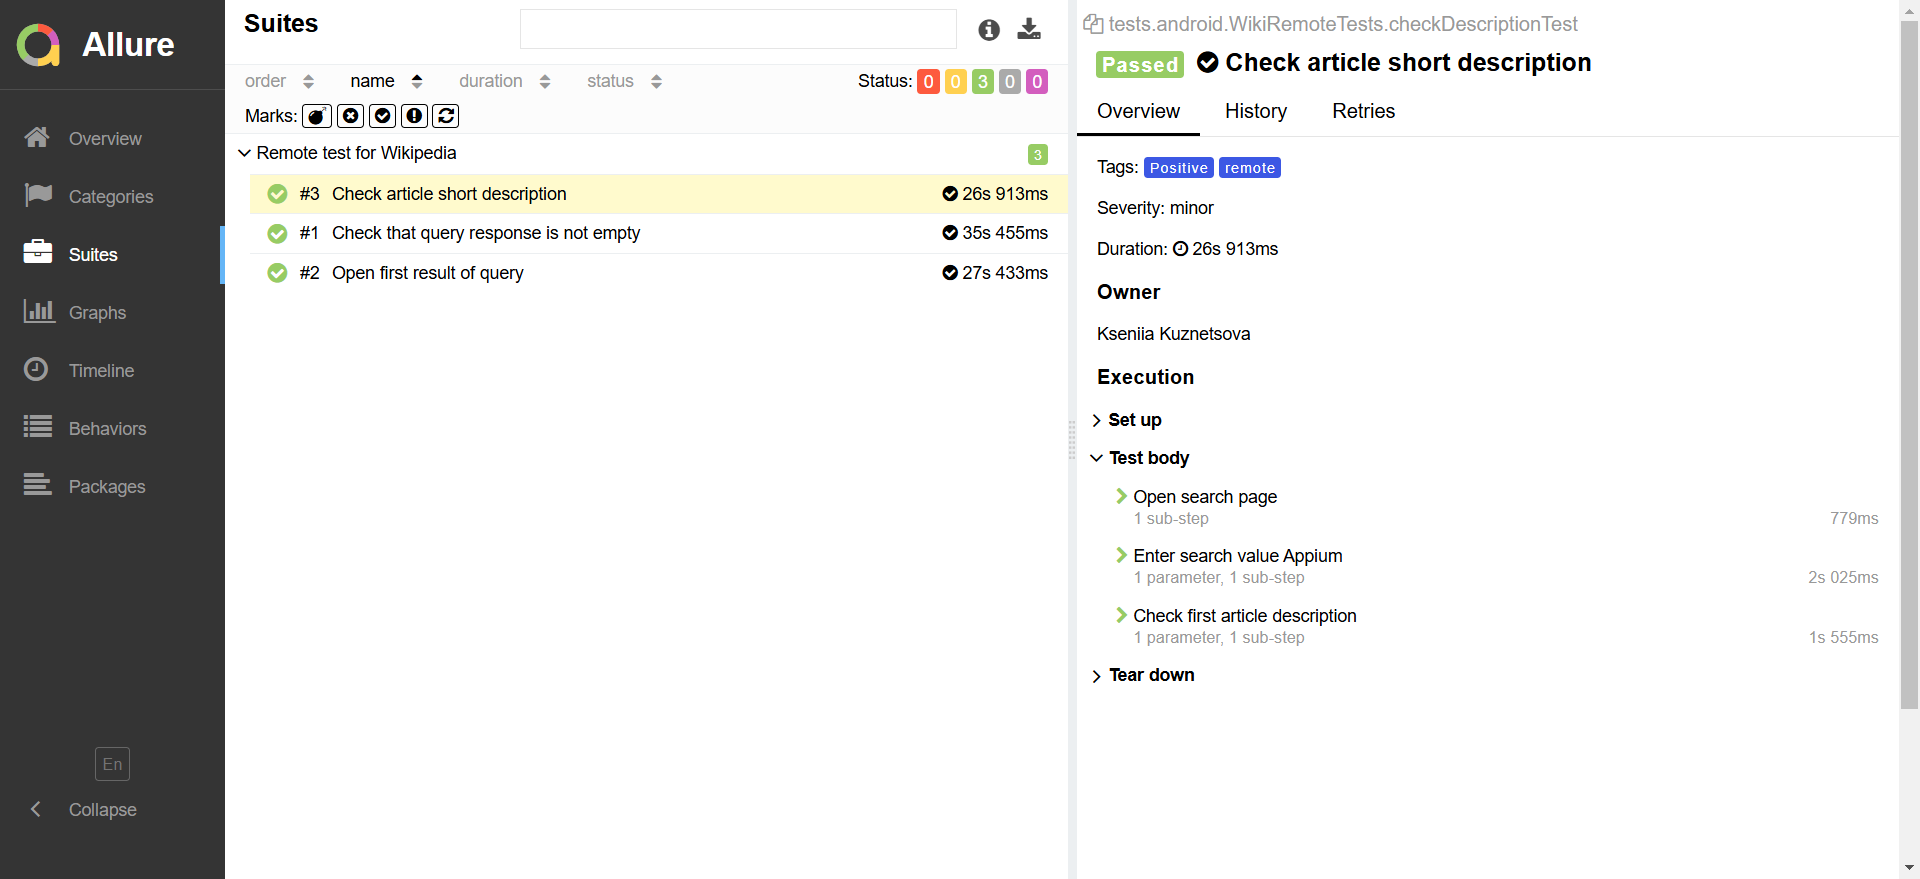 Allure
Overview
Categories
Suites
Graphs
Timeline
Behaviors
Packages
En
Collapse
Suites
order name duration status Status: 0 0 3 0 0
Marks:
Remote test for Wikipedia 3
#3 Check article short description 26s 913ms
#1 Check that query response is not empty 35s 455ms
#2 Open first result of query 27s 433ms
tests.android.WikiRemoteTests.checkDescriptionTest
Passed Check article short description
Overview History Retries
Tags: Positive remote
Severity: minor
Duration: 26s 913ms
Owner
Kseniia Kuznetsova
Execution
Set up
Test body
Open search page
1 sub-step 779ms
Enter search value Appium
1 parameter, 1 sub-step 2s 025ms
Check first article description
1 parameter, 1 sub-step 1s 555ms
Tear down